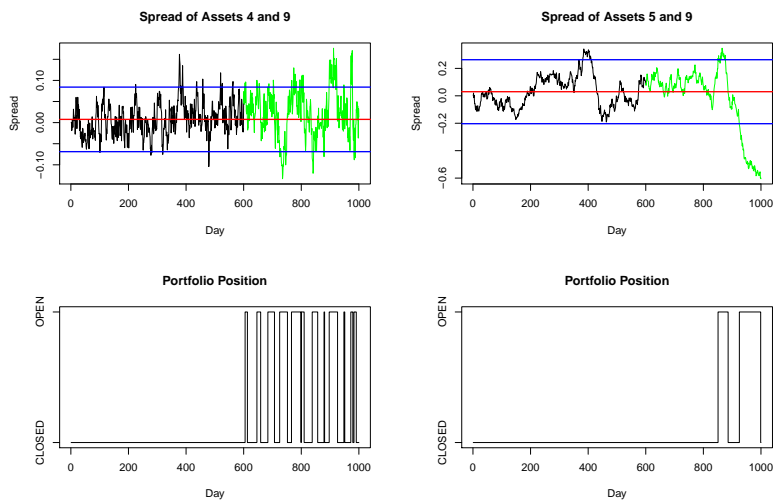 Spread of Assets 4 and 9
Spread
0.10
0.00
−0.10
0 200 400 600 800 1000
Day
Spread of Assets 5 and 9
Spread
0.2
0.0
−0.2
−0.6
0 200 400 600 800 1000
Day
Portfolio Position
OPEN
CLOSED
0 200 400 600 800 1000
Day
Portfolio Position
OPEN
CLOSED
0 200 400 600 800 1000
Day